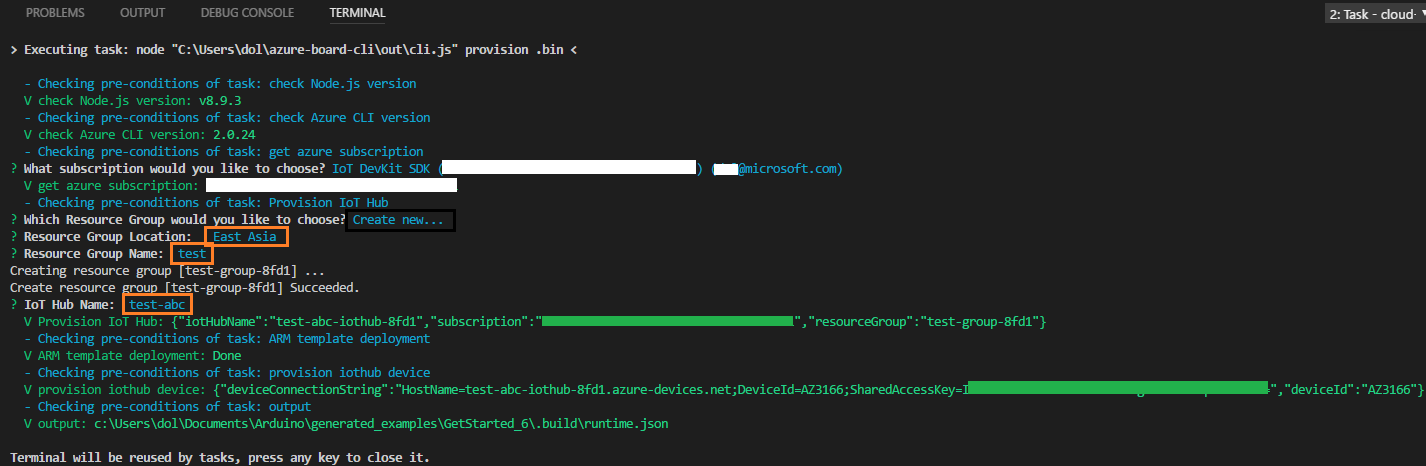 PROBLEMS OUTPUT DEBUG CONSOLE TERMINAL 2: Task - cloud-
> Executing task: node "C:\Users\dol\azure-board-cli\out\cli.js" provision .bin <
- Checking pre-conditions of task: check Node.js version
V check Node.js version: v8.9.3
- Checking pre-conditions of task: check Azure CLI version
V check Azure CLI version: 2.0.24
- Checking pre-conditions of task: get azure subscription
? What subscription would you like to choose? IoT DevKit SDK ( ) ( @microsoft.com)
V get azure subscription:
- Checking pre-conditions of task: Provision IoT Hub
? Which Resource Group would you like to choose? Create new...
? Resource Group Location: East Asia
? Resource Group Name: test
Creating resource group [test-group-8fd1] ...
Create resource group [test-group-8fd1] Succeeded.
? IoT Hub Name: test-abc
V Provision IoT Hub: {"iotHubName":"test-abc-iothub-8fd1","subscription":" ","resourceGroup":"test-group-8fd1"}
- Checking pre-conditions of task: ARM template deployment
V ARM template deployment: Done
- Checking pre-conditions of task: provision iothub device
V provision iothub device: {"deviceConnectionString":"HostName=test-abc-iothub-8fd1.azure-devices.net;DeviceId=AZ3166;SharedAccessKey= ","deviceId":"AZ3166"}
- Checking pre-conditions of task: output
V output: c:\Users\dol\Documents\Arduino\generated_examples\GetStarted_6\.build\runtime.json
Terminal will be reused by tasks, press any key to close it.